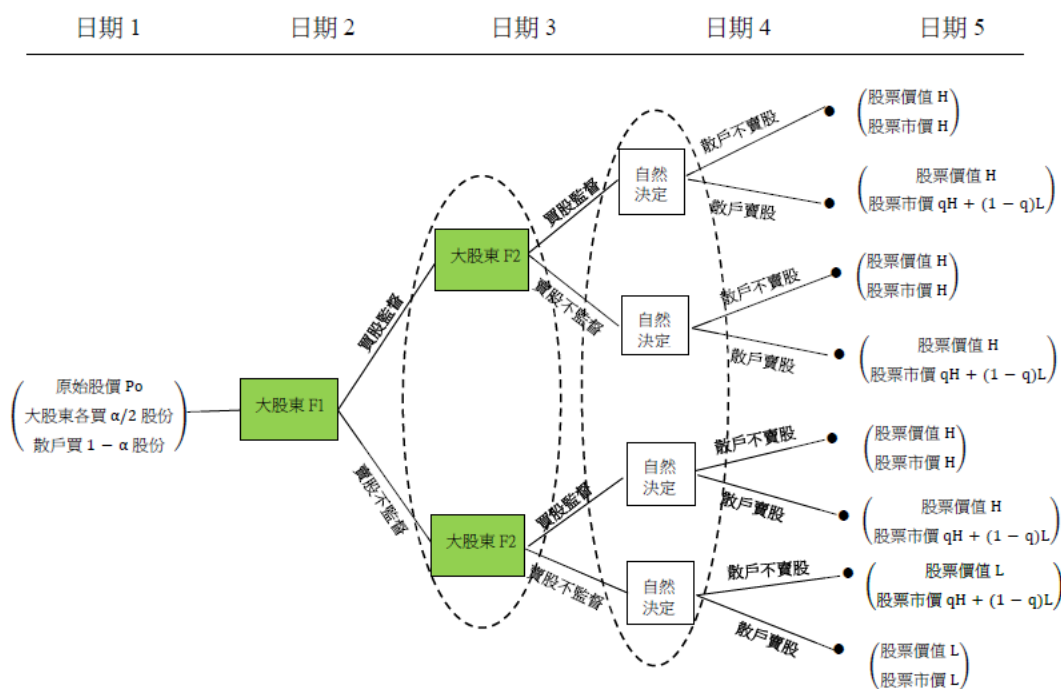 日期 1
日期 2
日期 3
日期 4
日期 5
原始股價 Po
大股東各買 α/2 股份
散戶買 1 − α 股份
大股東 F1
買股監督
賣股不監督
大股東 F2
買股監督
賣股不監督
大股東 F2
買股監督
賣股不監督
自然
決定
散戶不賣股
散戶賣股
自然
決定
散戶不賣股
散戶賣股
自然
決定
散戶不賣股
散戶賣股
自然
決定
散戶不賣股
散戶賣股
股票價值 H
股票市價 H
股票價值 H
股票市價 qH + (1 − q)L
股票價值 H
股票市價 H
股票價值 H
股票市價 qH + (1 − q)L
股票價值 H
股票市價 H
股票價值 H
股票市價 qH + (1 − q)L
股票價值 L
股票市價 qH + (1 − q)L
股票價值 L
股票市價 L